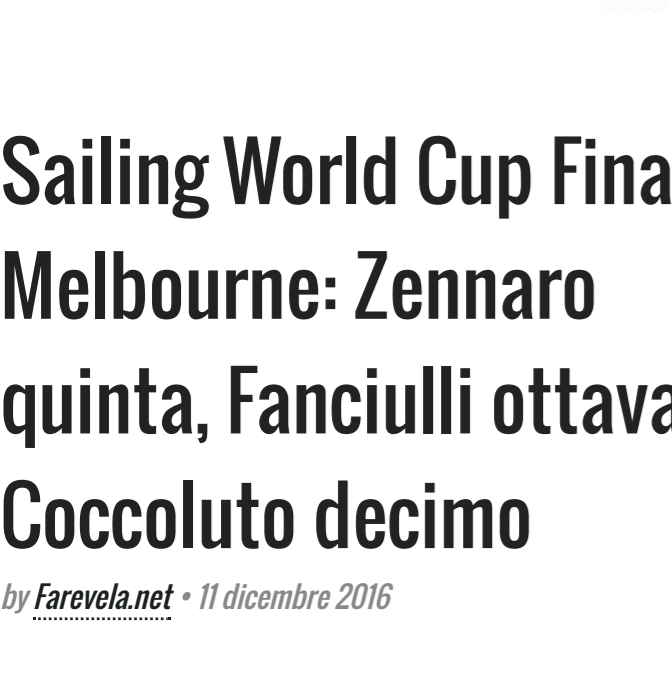 Sailing World Cup Fina
Melbourne: Zennaro
quinta, Fanciulli ottava
Coccoluto decimo
by Farevela.net • 11 dicembre 2016